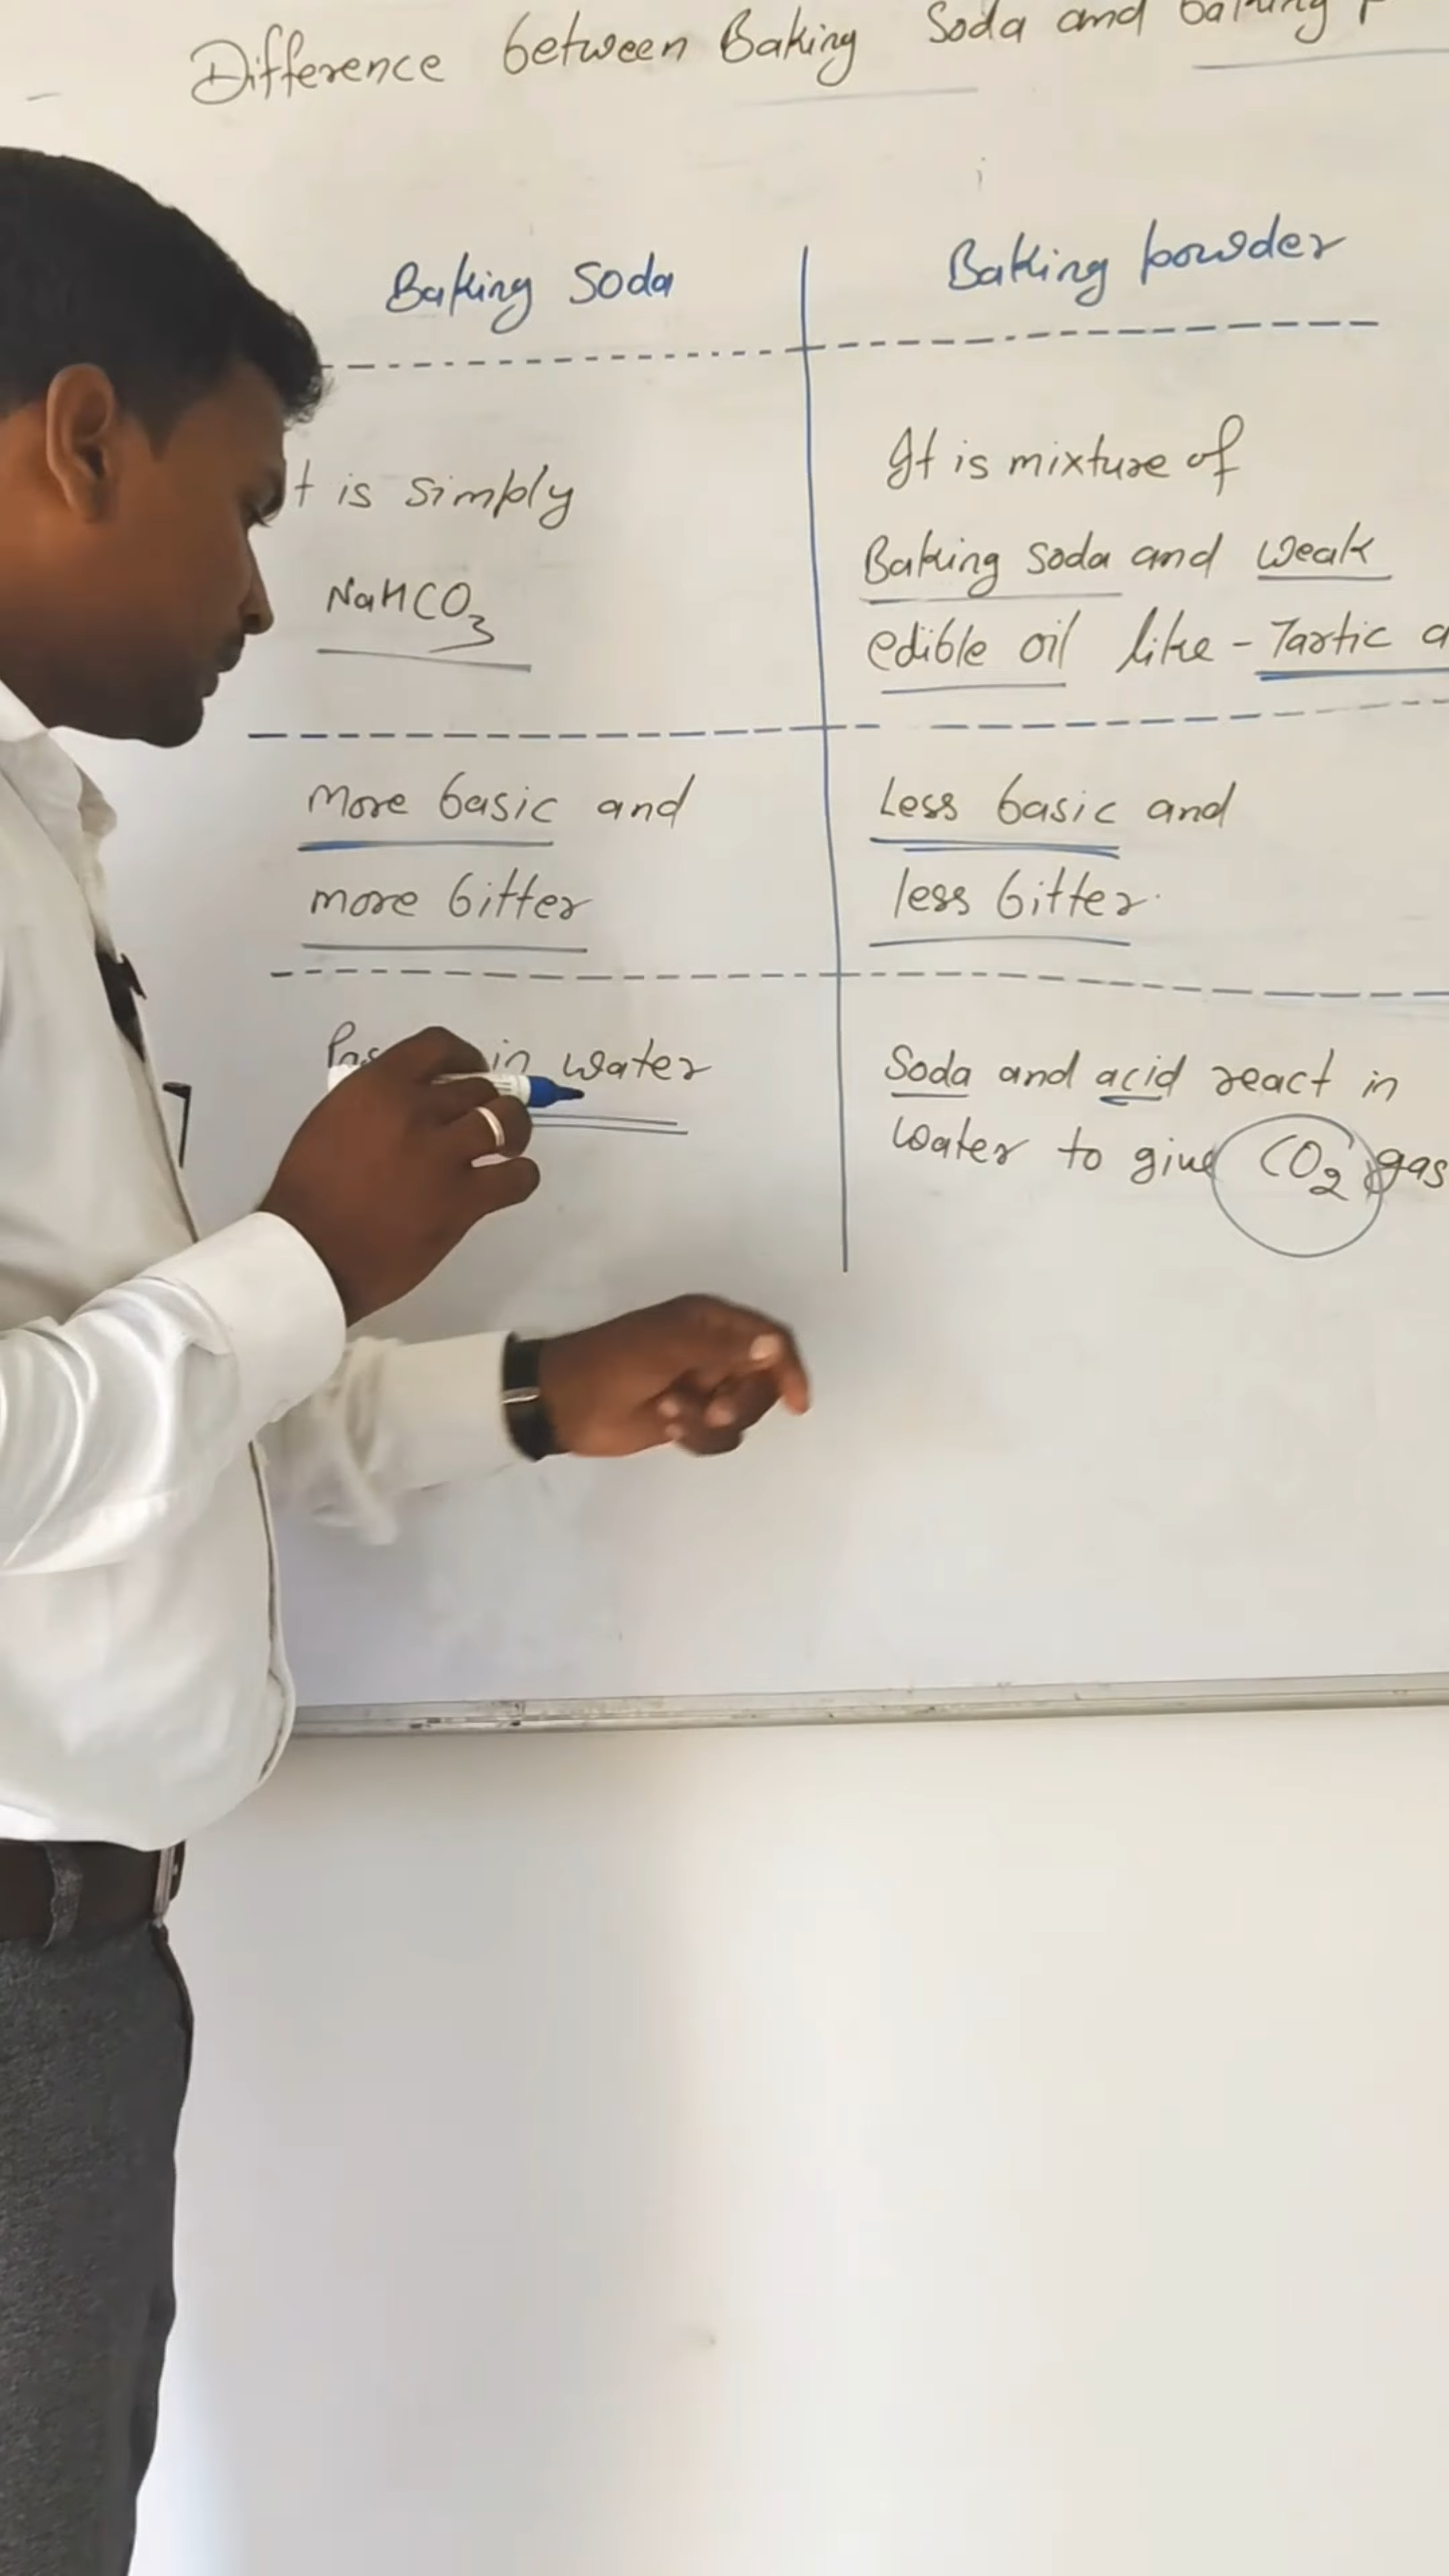 Difference between Baking Soda and Baking P
Baking Soda
Baking powder
t is simply
NaHCO3
It is mixture of
Baking soda and weak
edible oil like - Tartic a
more basic and
more bitter
Less basic and
less bitter.
in water
Soda and acid react in
water to give CO2 gas